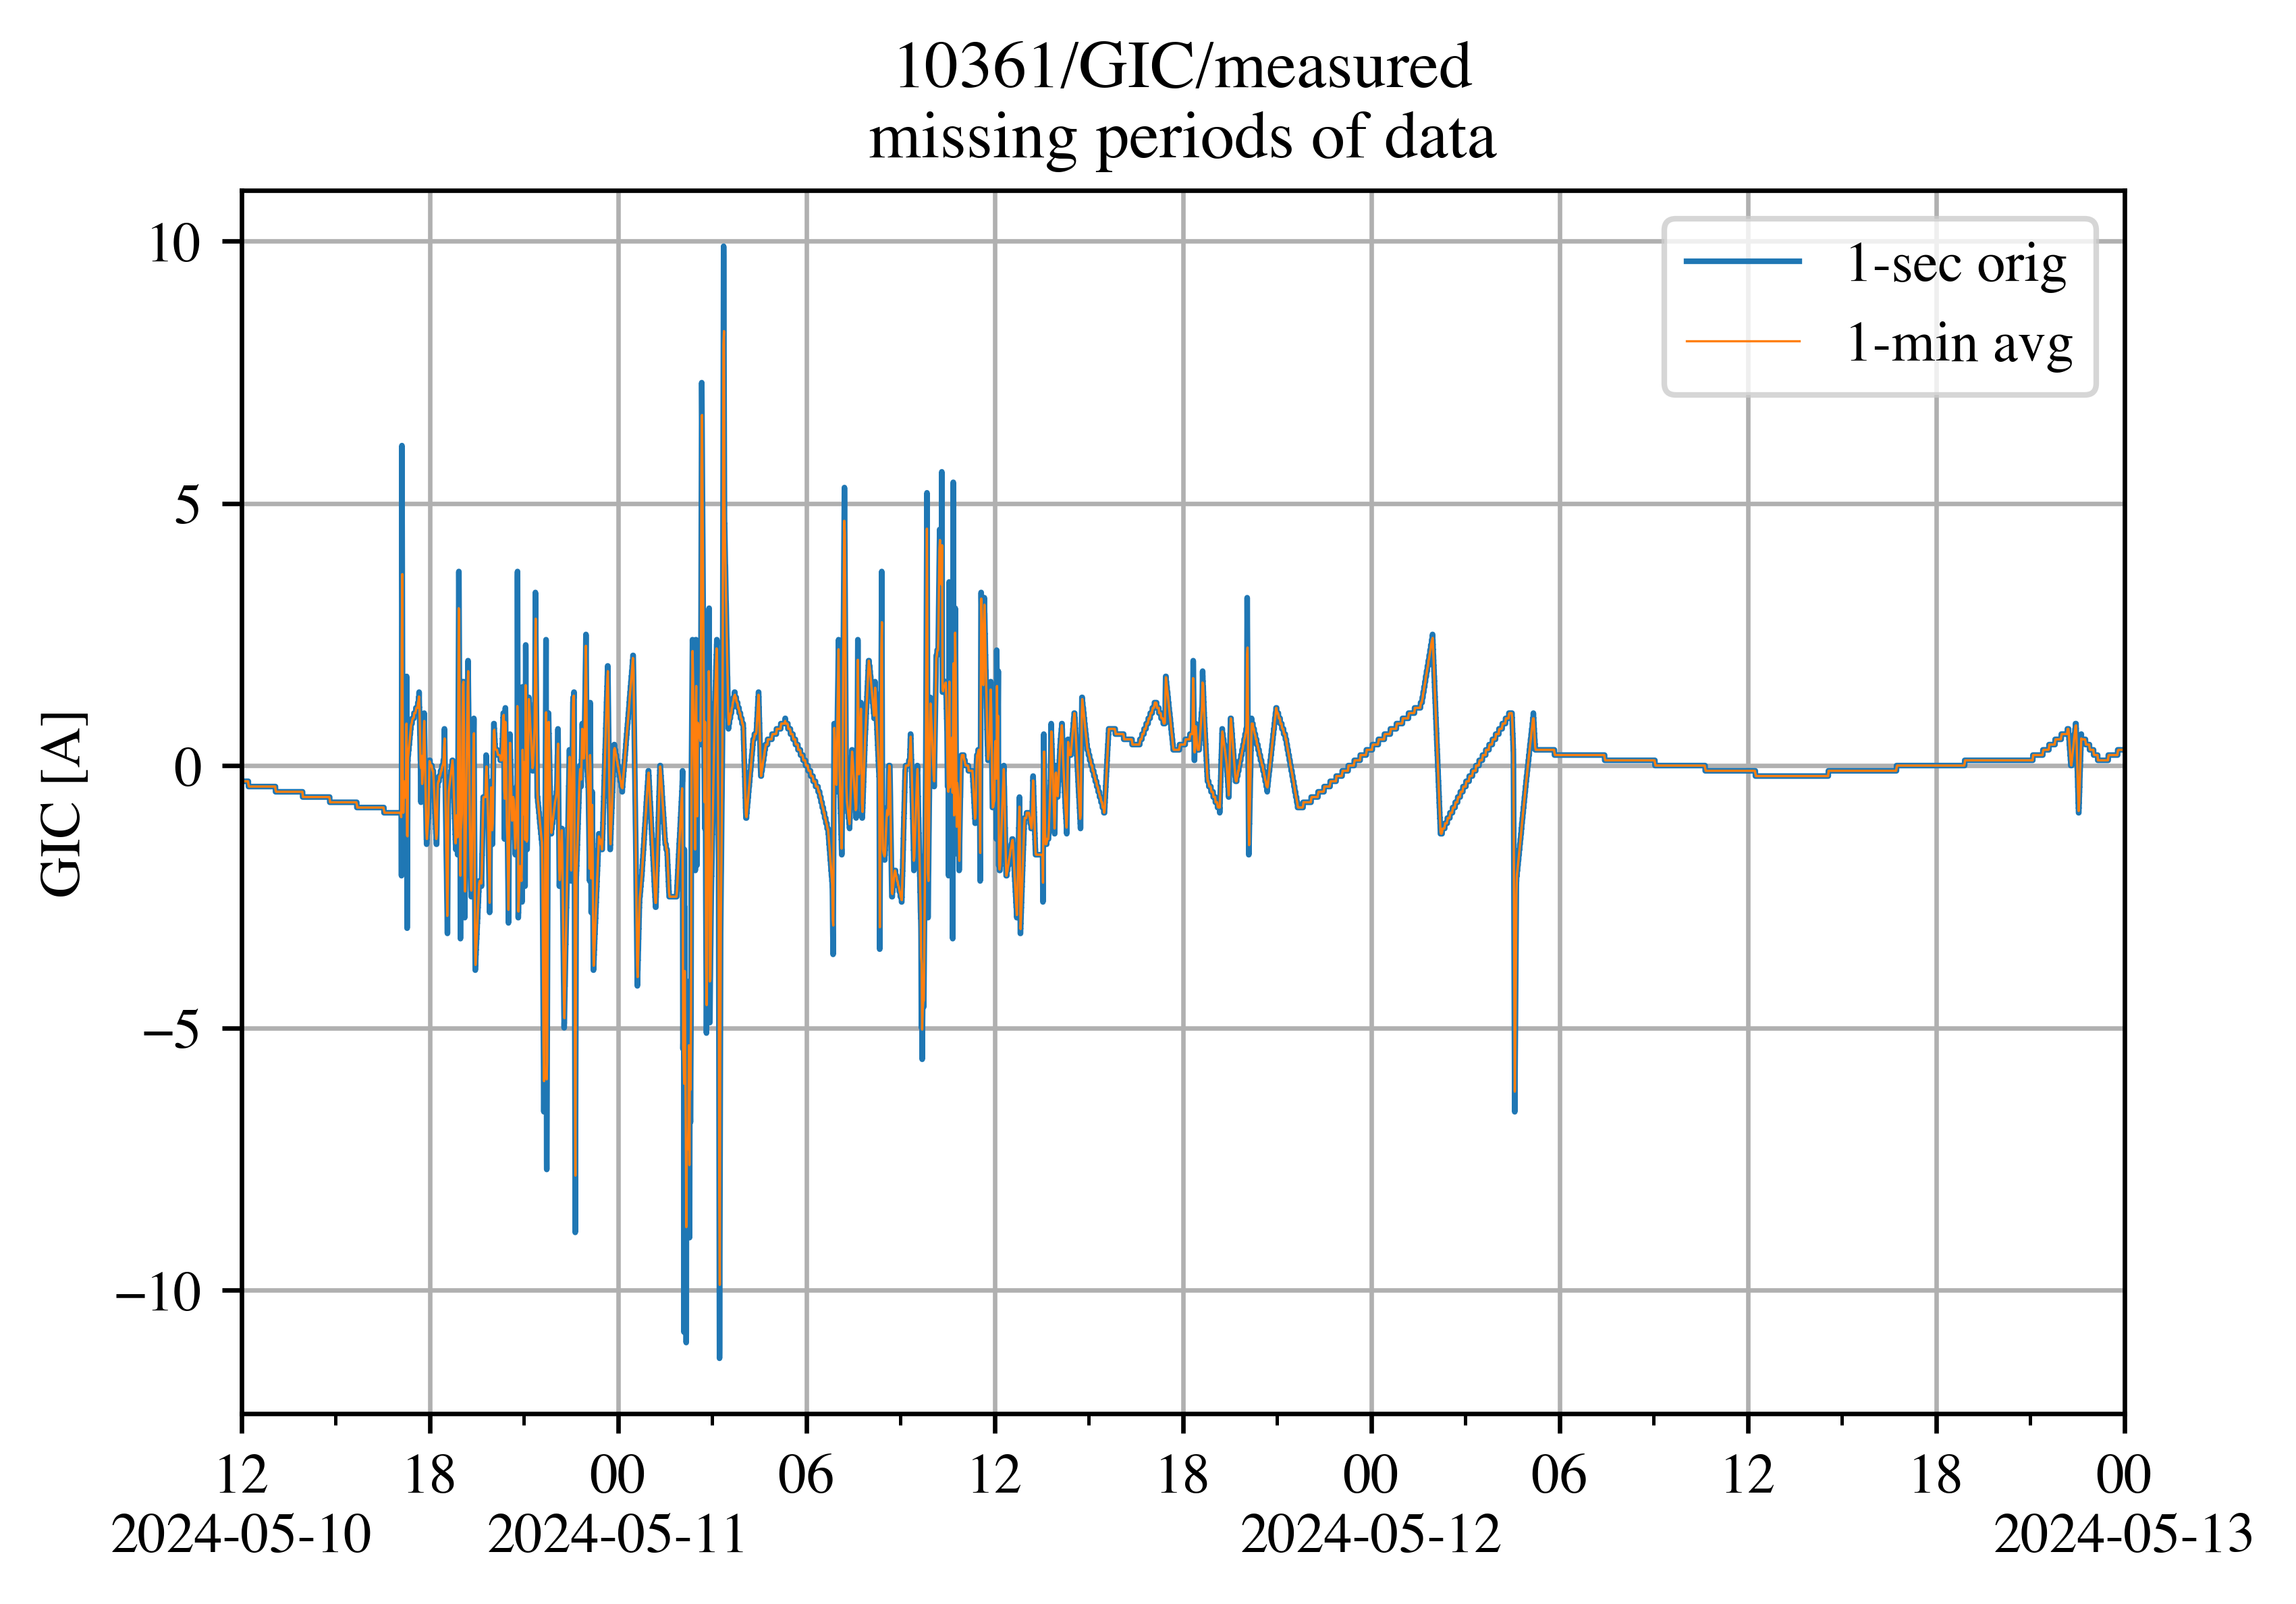 10361/GIC/measured
missing periods of data
1-sec orig
1-min avg
GIC [A]
10
5
0
−5
−10
12 18 00 06 12 18 00 06 12 18 00
2024-05-10 2024-05-11 2024-05-12 2024-05-13